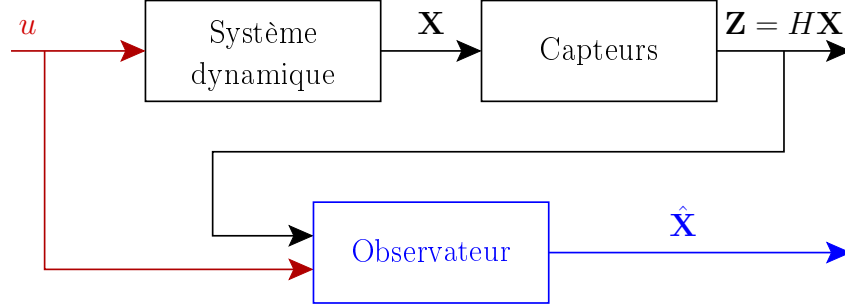 u
Système
dynamique
X
Capteurs
Z = HX
Observateur
X̂